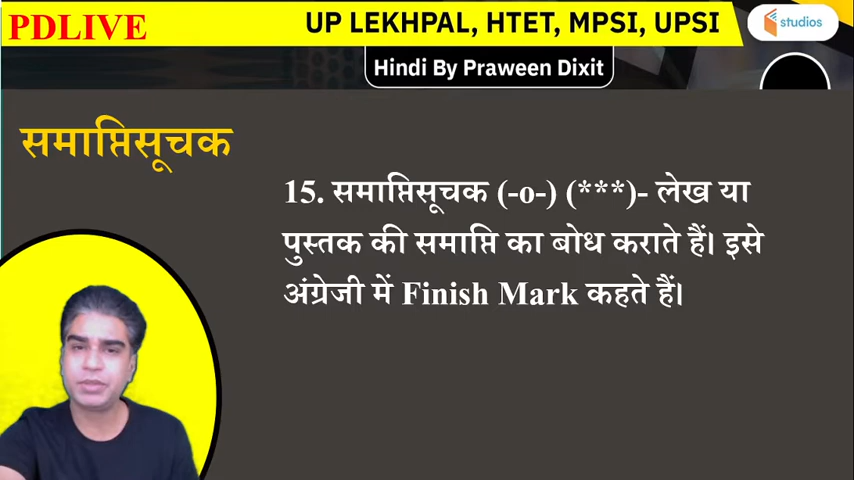 PDLIVE
UP LEKHPAL, HTET, MPSI, UPSI
studios
Hindi By Praween Dixit
समाप्तिसूचक
15. समाप्तिसूचक (-o-) (***)- लेख या
पुस्तक की समाप्ति का बोध कराते हैं। इसे
अंग्रेजी में Finish Mark कहते हैं।